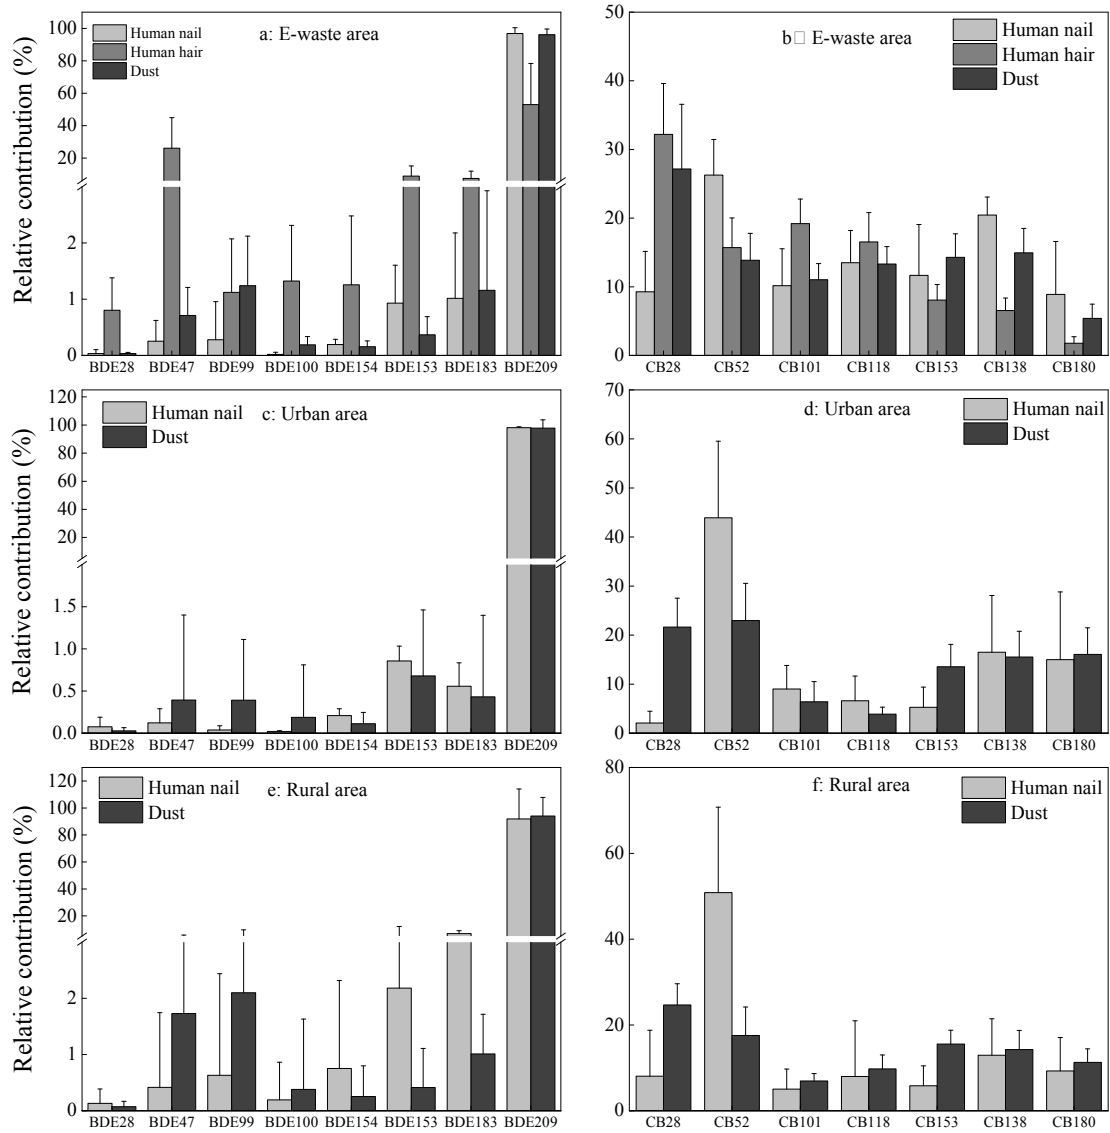 Relative contribution (%)
100
80
60
40
20
2
1
0
Human nail
Human hair
Dust
a: E-waste area
BDE28 BDE47 BDE99 BDE100 BDE154 BDE153 BDE183 BDE209
50
40
30
20
10
0
b□ E-waste area
Human nail
Human hair
Dust
CB28 CB52 CB101 CB118 CB153 CB138 CB180
Relative contribution (%)
120
100
80
60
40
20
1.5
1.0
0.5
0.0
Human nail
Dust
c: Urban area
BDE28 BDE47 BDE99 BDE100 BDE154 BDE153 BDE183 BDE209
70
60
50
40
30
20
10
0
d: Urban area
Human nail
Dust
CB28 CB52 CB101 CB118 CB153 CB138 CB180
Relative contribution (%)
120
100
80
60
40
20
2
1
0
Human nail
Dust
e: Rural area
BDE28 BDE47 BDE99 BDE100 BDE154 BDE153 BDE183 BDE209
80
60
40
20
0
f: Rural area
Human nail
Dust
CB28 CB52 CB101 CB118 CB153 CB138 CB180